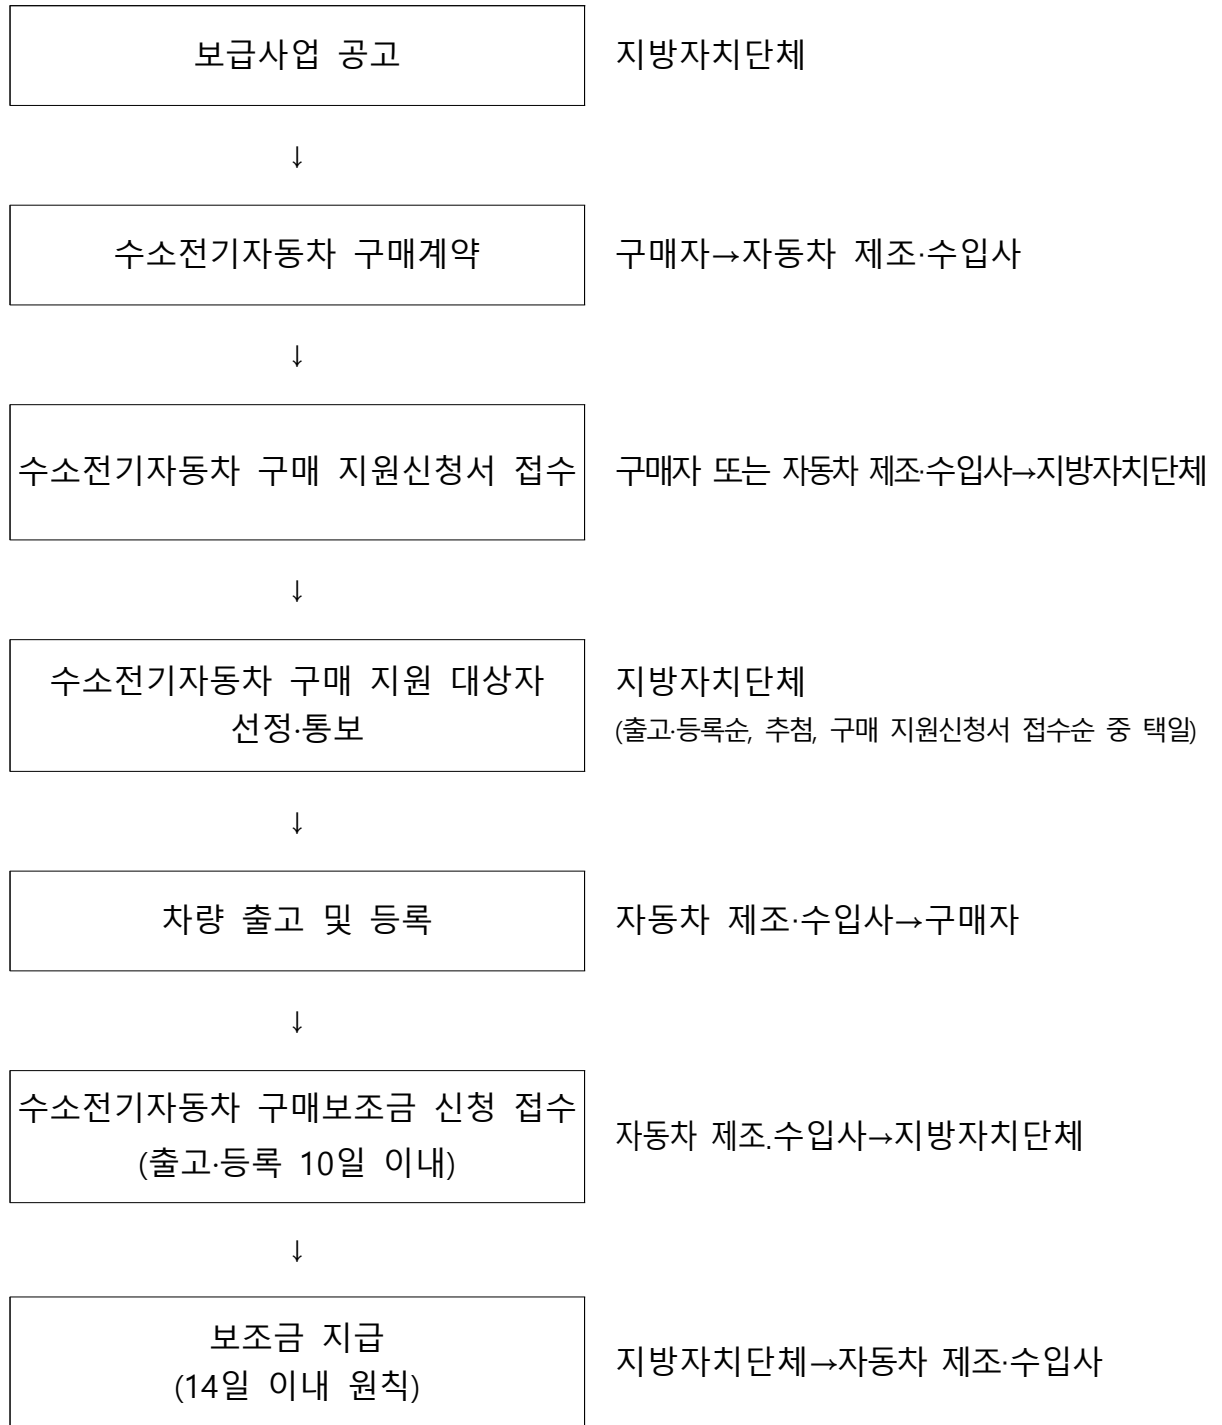 보급사업 공고
지방자치단체
↓
수소전기자동차 구매계약
구매자→자동차 제조·수입사
↓
수소전기자동차 구매 지원신청서 접수
구매자 또는 자동차 제조·수입사→지방자치단체
↓
수소전기자동차 구매 지원 대상자
선정·통보
지방자치단체
(출고·등록순, 추첨, 구매 지원신청서 접수순 중 택일)
↓
차량 출고 및 등록
자동차 제조·수입사→구매자
↓
수소전기자동차 구매보조금 신청 접수
(출고·등록 10일 이내)
자동차 제조.수입사→지방자치단체
↓
보조금 지급
(14일 이내 원칙)
지방자치단체→자동차 제조·수입사